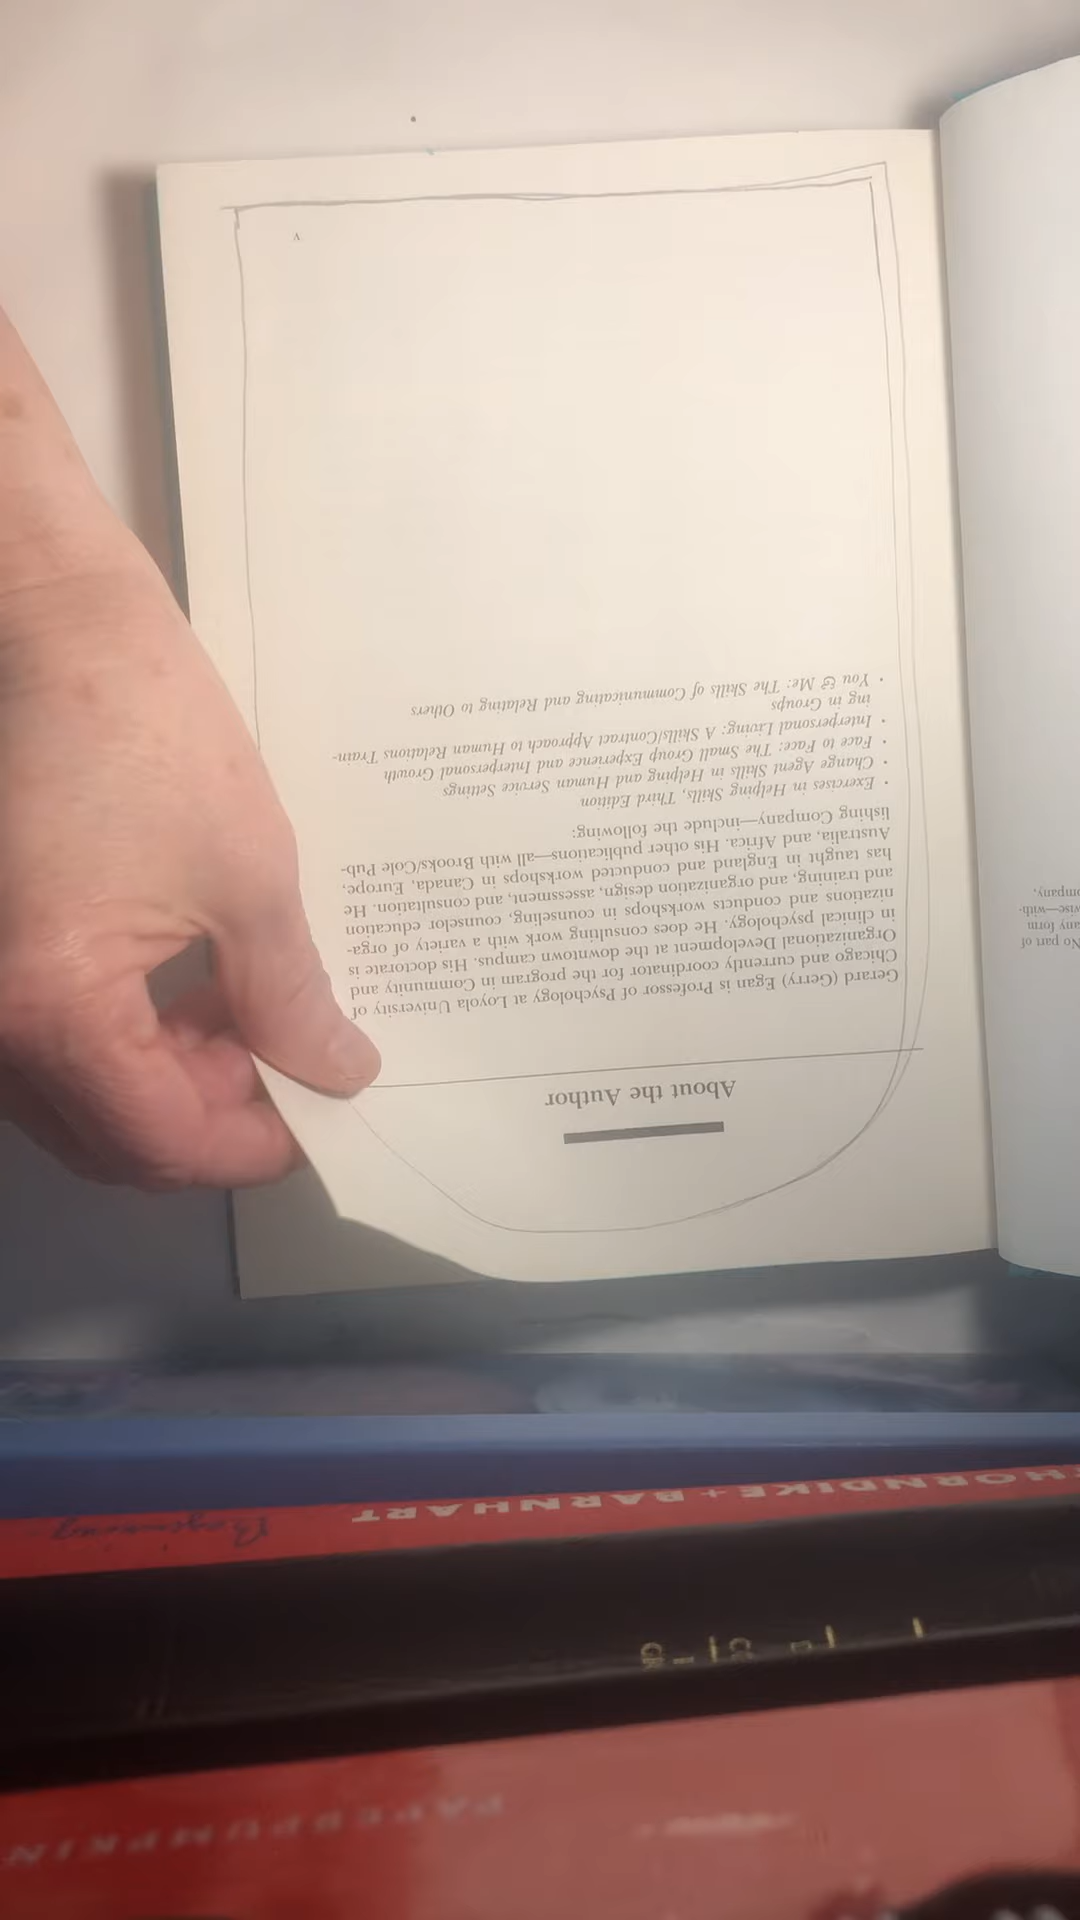 About the Author
Gerard (Gerry) Egan is Professor of Psychology at Loyola University of
Chicago and currently coordinator for the program in Community and
Organizational Development at the downtown campus. His doctorate is
in clinical psychology. He does consulting work with a variety of orga-
nizations and conducts workshops in counseling, counselor education
and training, and organization design, assessment, and consultation. He
has taught in England and conducted workshops in Canada, Europe,
Australia, and Africa. His other publications—all with Brooks/Cole Pub-
lishing Company—include the following:
• Exercises in Helping Skills, Third Edition
• Change Agent Skills in Helping and Human Service Settings
• Face to Face: The Small Group Experience and Interpersonal Growth
• Interpersonal Living: A Skills/Contract Approach to Human Relations Train-
ing in Groups
• You & Me: The Skills of Communicating and Relating to Others
v
No part of
any form
wise—with-
ompany,
HORNDIKE + BARNHART
Beginning
PAPERPUMPKIN